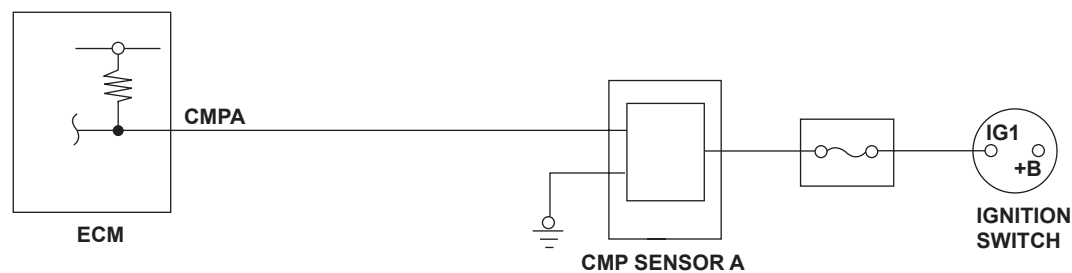 CMPA
IG1
+B
ECM
IGNITION
SWITCH
CMP SENSOR A